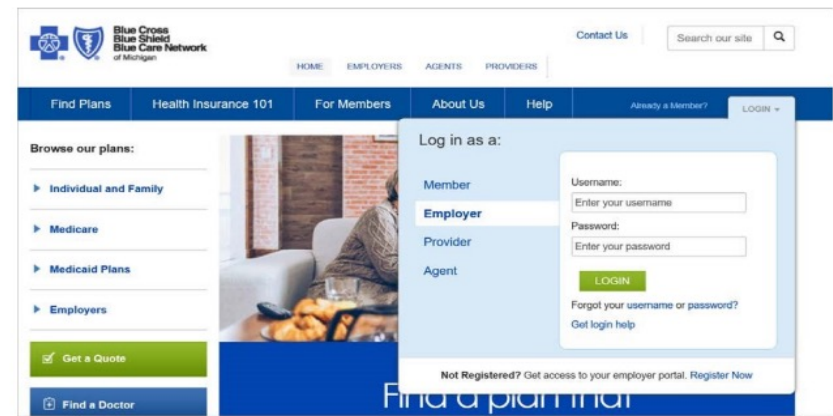 Blue Cross
Blue Shield
Blue Care Network
of Michigan
HOME EMPLOYERS AGENTS PROVIDERS
Contact Us
Search our site
Find Plans Health Insurance 101 For Members About Us Help Already a Member? LOGIN
Browse our plans:
Individual and Family
Medicare
Medicaid Plans
Employers
Get a Quote
Find a Doctor
Log in as a:
Member
Employer
Provider
Agent
Username:
Enter your username
Password:
Enter your password
LOGIN
Forgot your username or password?
Get login help
Not Registered? Get access to your employer portal. Register Now
Find a plan that